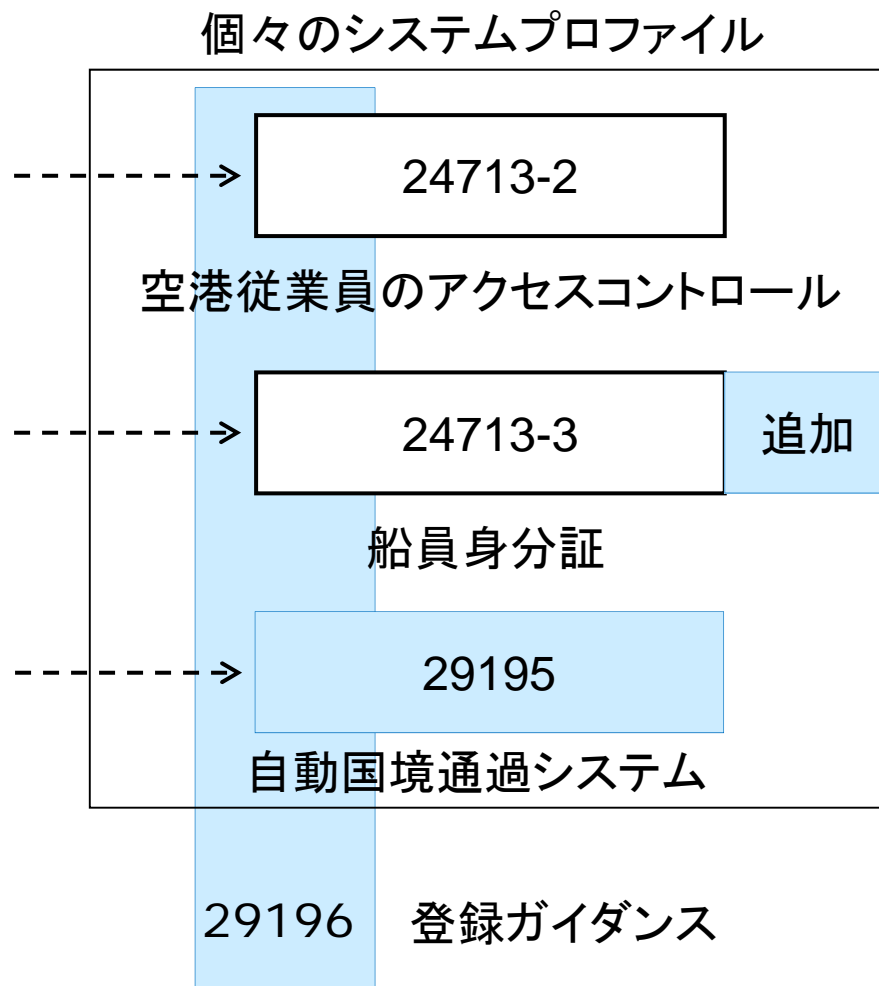 個々のシステムプロファイル
24713-2
空港従業員のアクセスコントロール
24713-3
追加
船員身分証
29195
自動国境通過システム
29196 登録ガイダンス